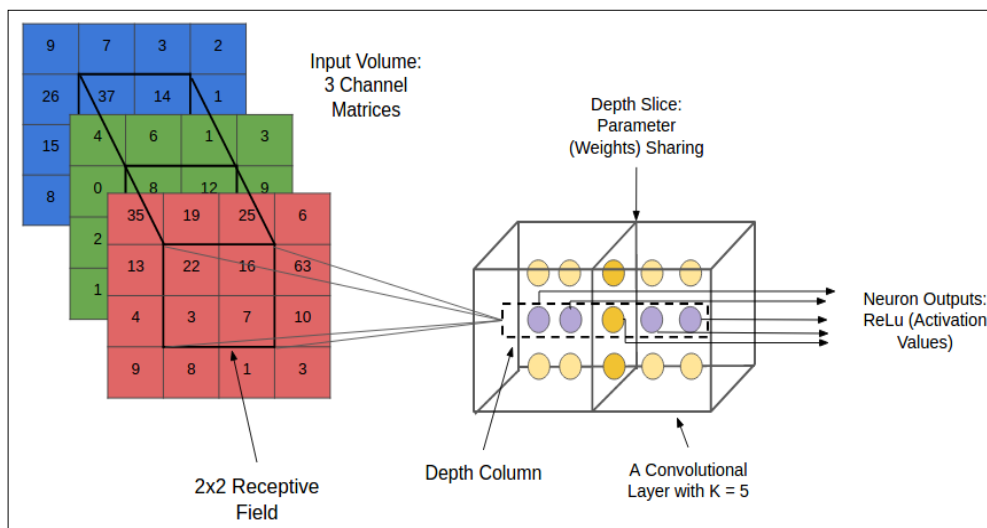 9 7 3 2
26 37 14 1
15
8
4 6 1 3
0 8 12 9
2
1
35 19 25 6
13 22 16 63
4 3 7 10
9 8 1 3
Input Volume:
3 Channel
Matrices
2x2 Receptive
Field
Depth Slice:
Parameter
(Weights) Sharing
Depth Column
A Convolutional
Layer with K = 5
Neuron Outputs:
ReLu (Activation
Values)